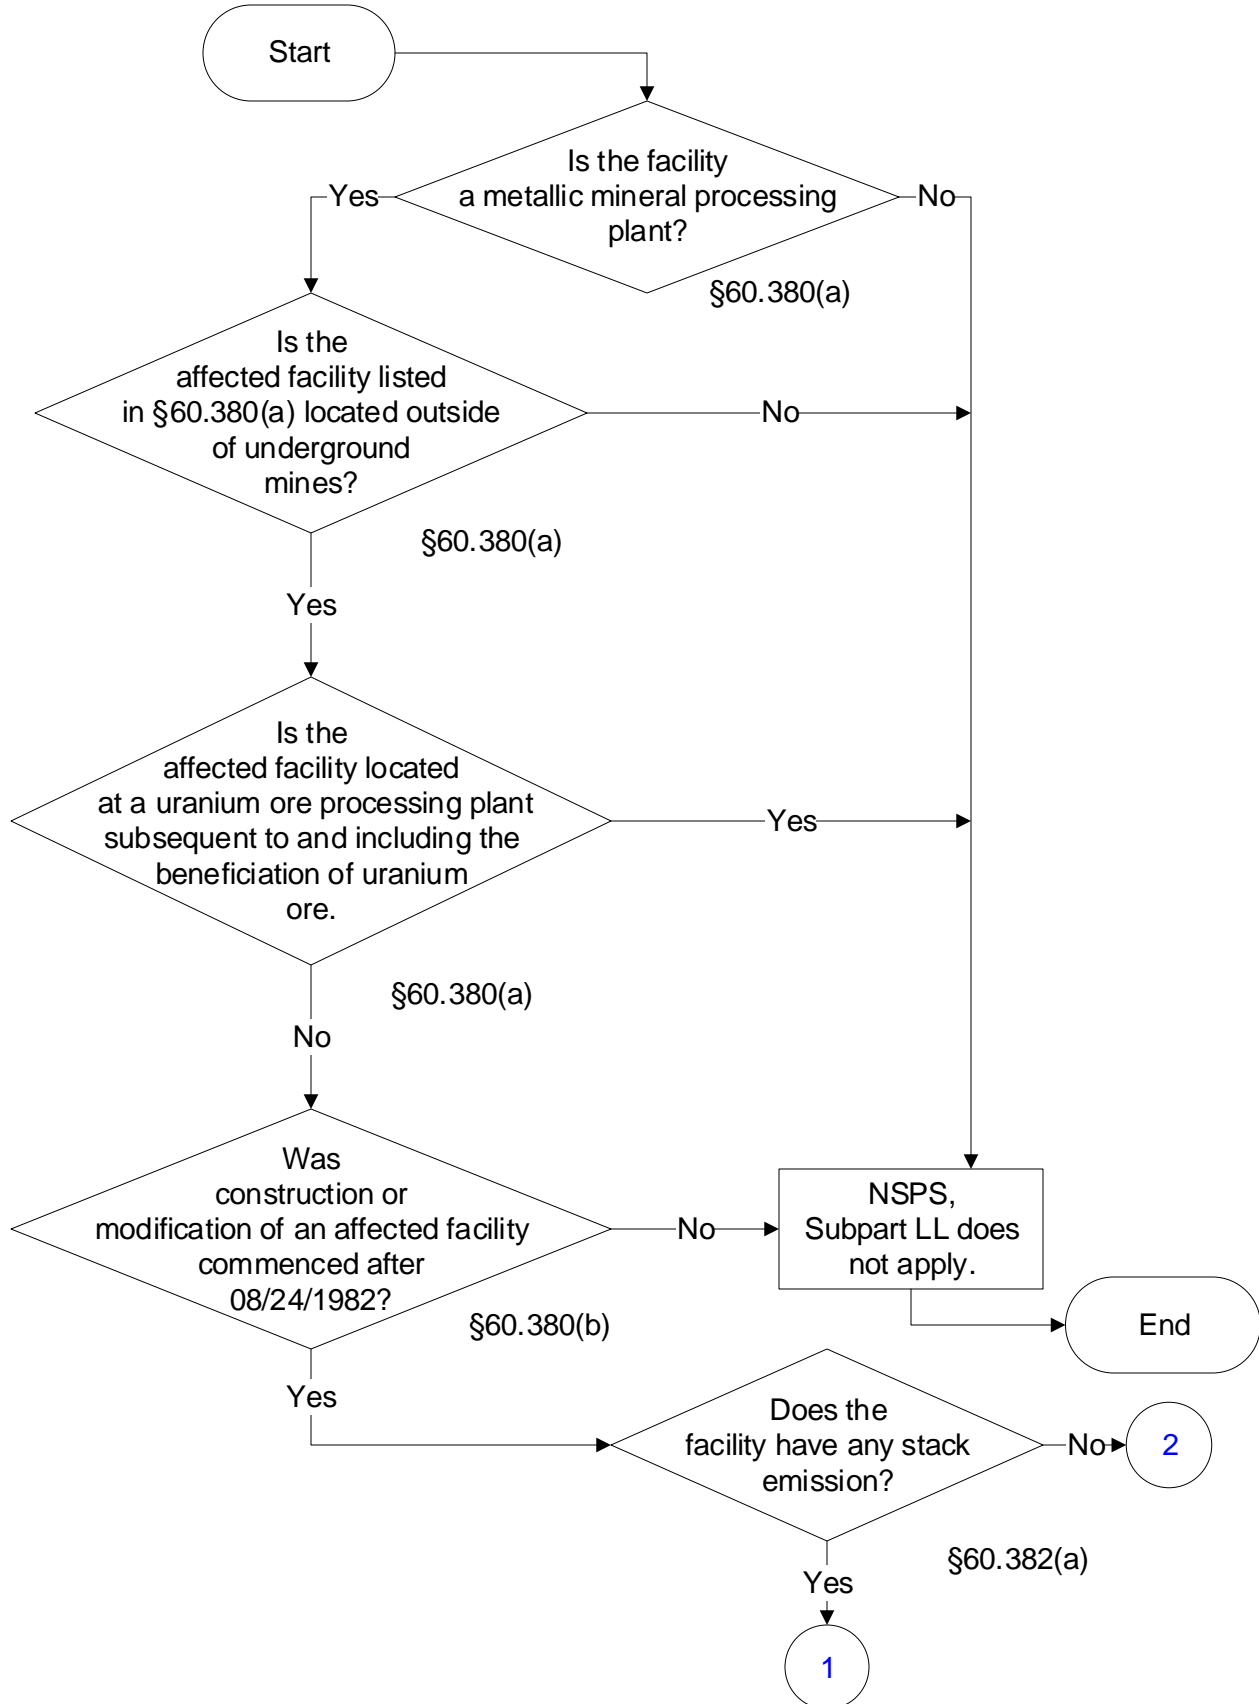 Start
Is the facility
a metallic mineral processing
plant?
Yes
No
§60.380(a)
Is the
affected facility listed
in §60.380(a) located outside
of underground
mines?
No
§60.380(a)
Yes
Is the
affected facility located
at a uranium ore processing plant
subsequent to and including the
beneficiation of uranium
ore.
Yes
§60.380(a)
No
Was
construction or
modification of an affected facility
commenced after
08/24/1982?
No
NSPS,
Subpart LL does
not apply.
§60.380(b)
End
Yes
Does the
facility have any stack
emission?
No
2
§60.382(a)
Yes
1